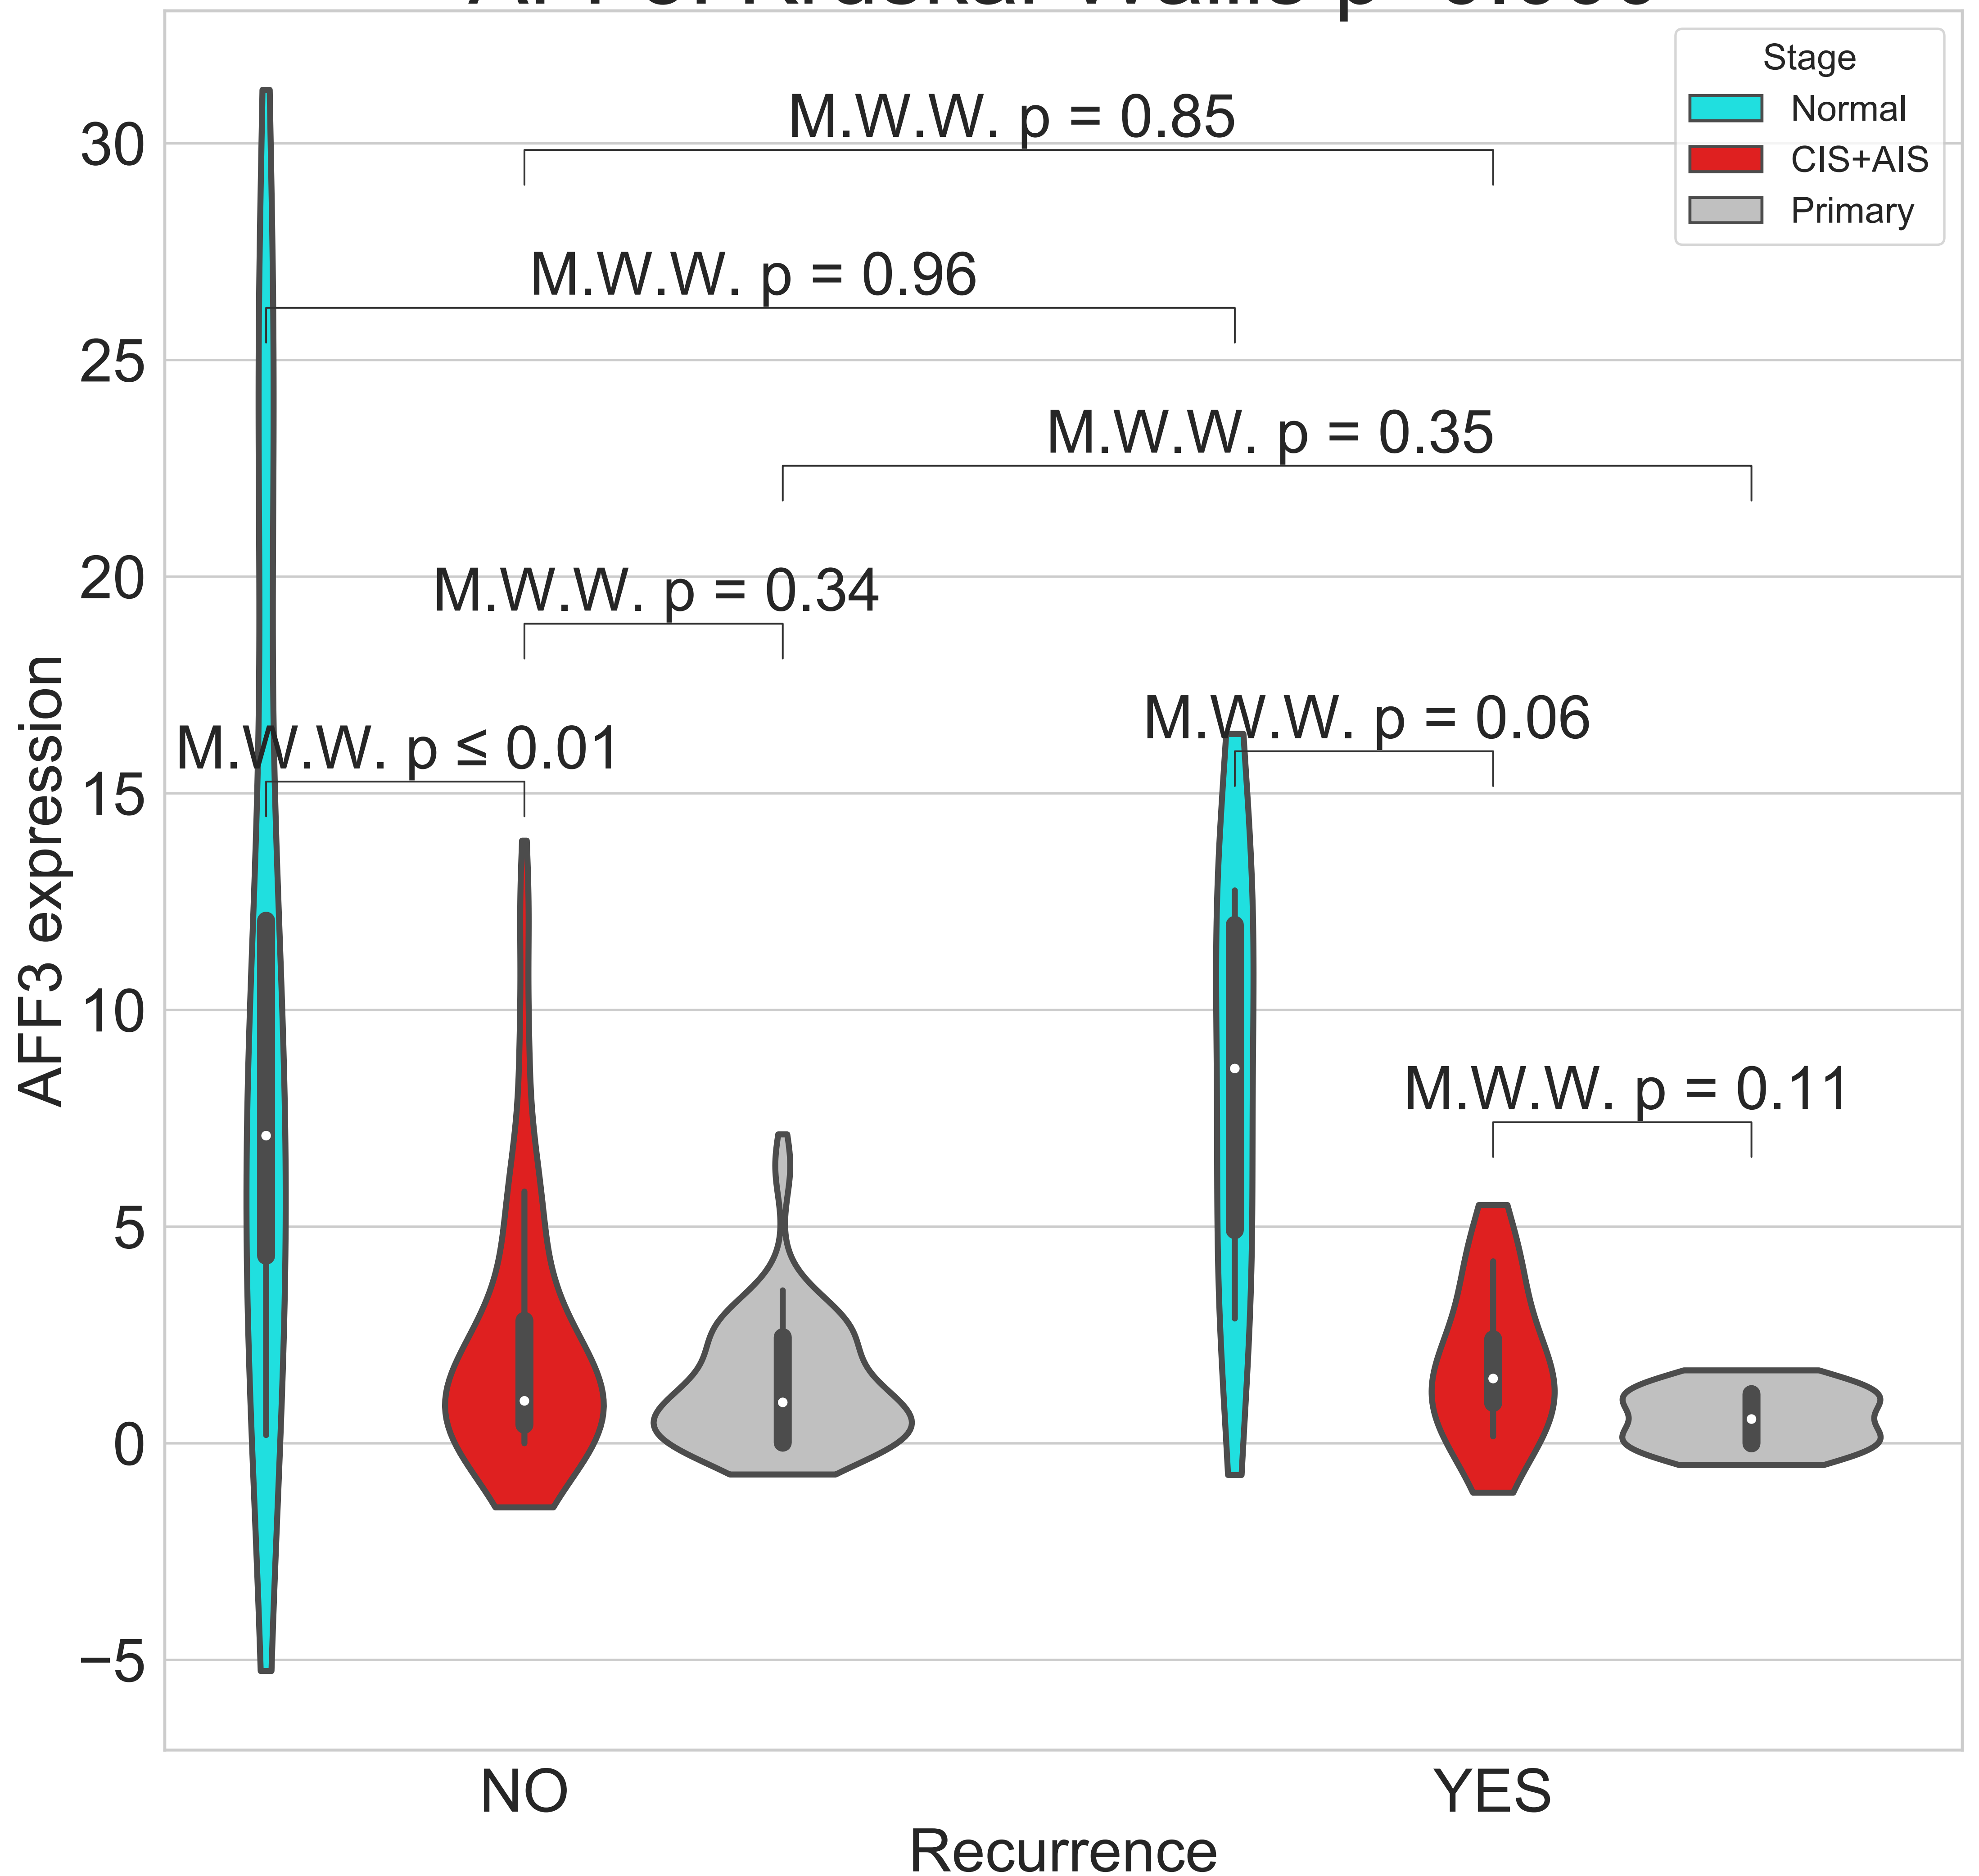 Stage
Normal
CIS+AIS
Primary
M.W.W. p = 0.85
M.W.W. p = 0.96
M.W.W. p = 0.35
M.W.W. p = 0.34
M.W.W. p ≤ 0.01
M.W.W. p = 0.06
M.W.W. p = 0.11
30
25
20
15
10
5
0
−5
AFF3 expression
NO
YES
Recurrence